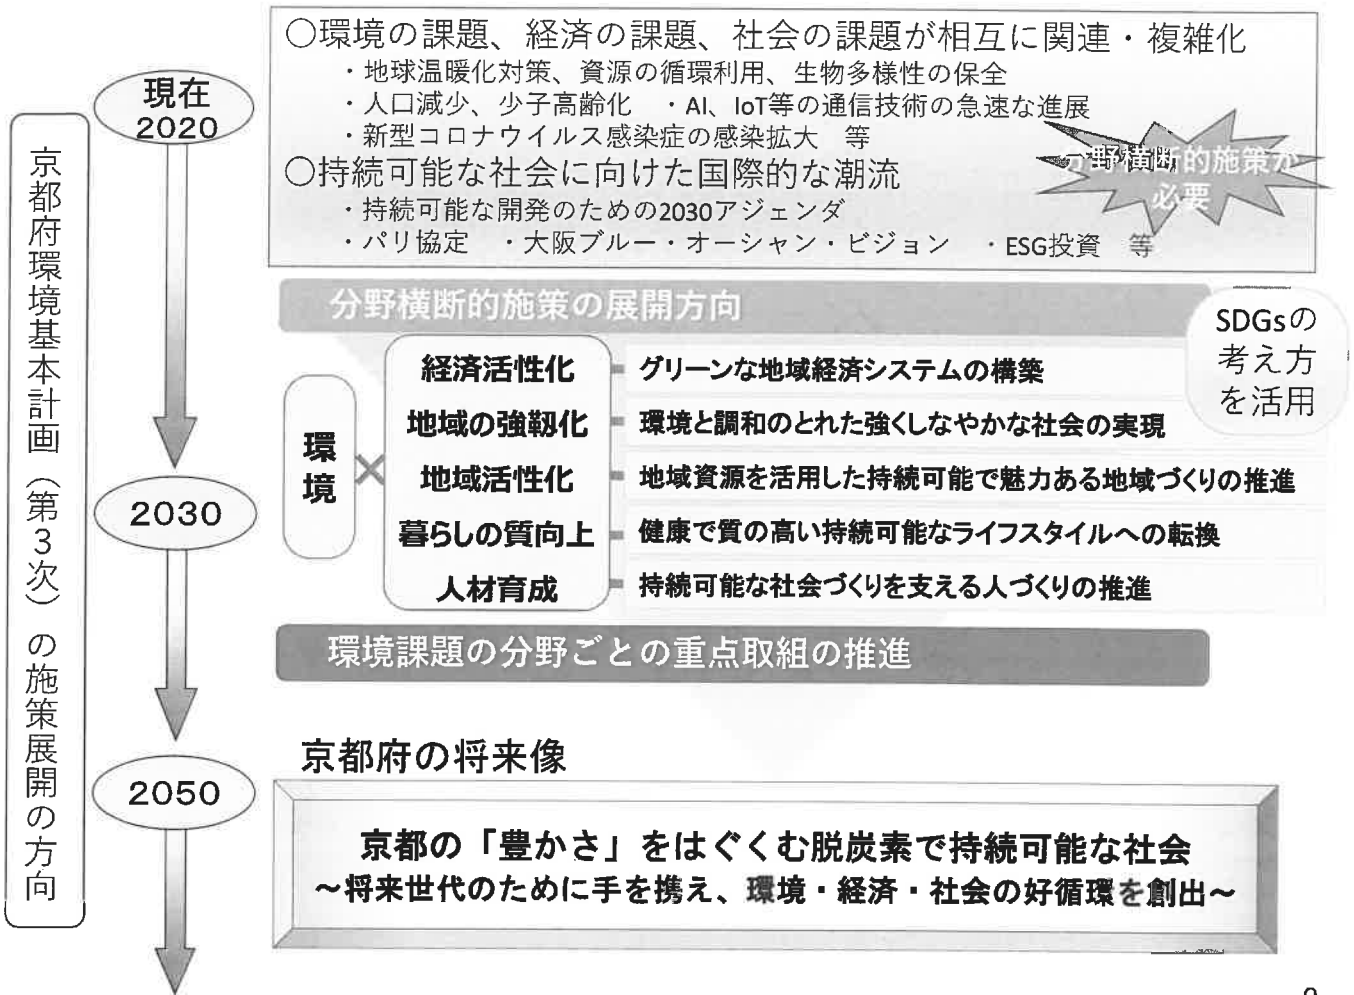 京都府環境基本計画（第3次）の施策展開の方向
現在
2020
2030
2050
○環境の課題、経済の課題、社会の課題が相互に関連・複雑化
・地球温暖化対策、資源の循環利用、生物多様性の保全
・人口減少、少子高齢化　・AI、IoT等の通信技術の急速な進展
・新型コロナウイルス感染症の感染拡大　等
○持続可能な社会に向けた国際的な潮流
・持続可能な開発のための2030アジェンダ
・パリ協定　・大阪ブルー・オーシャン・ビジョン　・ESG投資　等
分野横断的施策が
必要
分野横断的施策の展開方向
SDGsの
考え方
を活用
環境
×
経済活性化　グリーンな地域経済システムの構築
地域の強靱化　環境と調和のとれた強くしなやかな社会の実現
地域活性化　地域資源を活用した持続可能で魅力ある地域づくりの推進
暮らしの質向上　健康で質の高い持続可能なライフスタイルへの転換
人材育成　持続可能な社会づくりを支える人づくりの推進
環境課題の分野ごとの重点取組の推進
京都府の将来像
京都の「豊かさ」をはぐくむ脱炭素で持続可能な社会
～将来世代のために手を携え、環境・経済・社会の好循環を創出～